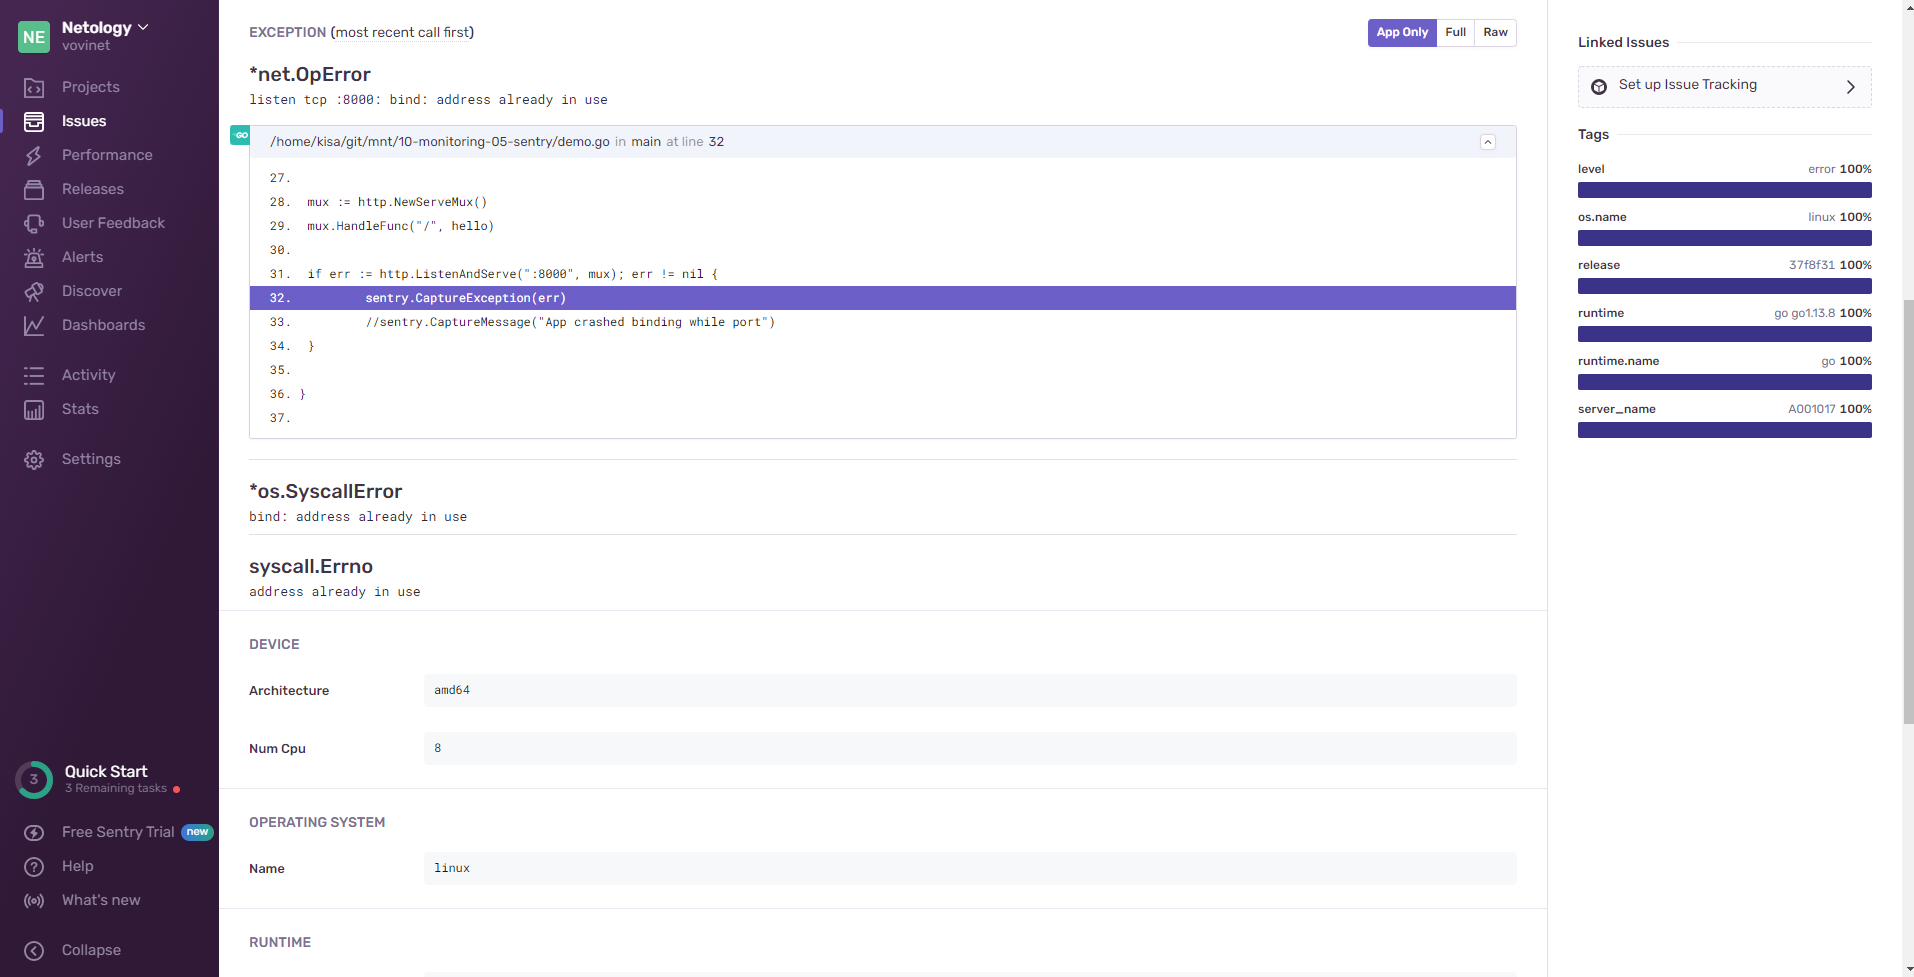 NE
Netology
vovinet
Projects
Issues
Performance
Releases
User Feedback
Alerts
Discover
Dashboards
Activity
Stats
Settings
3
Quick Start
3 Remaining tasks
Free Sentry Trial new
Help
What's new
Collapse
EXCEPTION (most recent call first)
App Only Full Raw
*net.OpError
listen tcp :8000: bind: address already in use
GO
/home/kisa/git/mnt/10-monitoring-05-sentry/demo.go in main at line 32
27.
28. mux := http.NewServeMux()
29. mux.HandleFunc("/", hello)
30.
31. if err := http.ListenAndServe(":8000", mux); err != nil {
32. sentry.CaptureException(err)
33. //sentry.CaptureMessage("App crashed binding while port")
34. }
35.
36. }
37.
*os.SyscallError
bind: address already in use
syscall.Errno
address already in use
DEVICE
Architecture amd64
Num Cpu 8
OPERATING SYSTEM
Name linux
RUNTIME
Linked Issues
Set up Issue Tracking
Tags
level error 100%
os.name linux 100%
release 37f8f31 100%
runtime go go1.13.8 100%
runtime.name go 100%
server_name A001017 100%